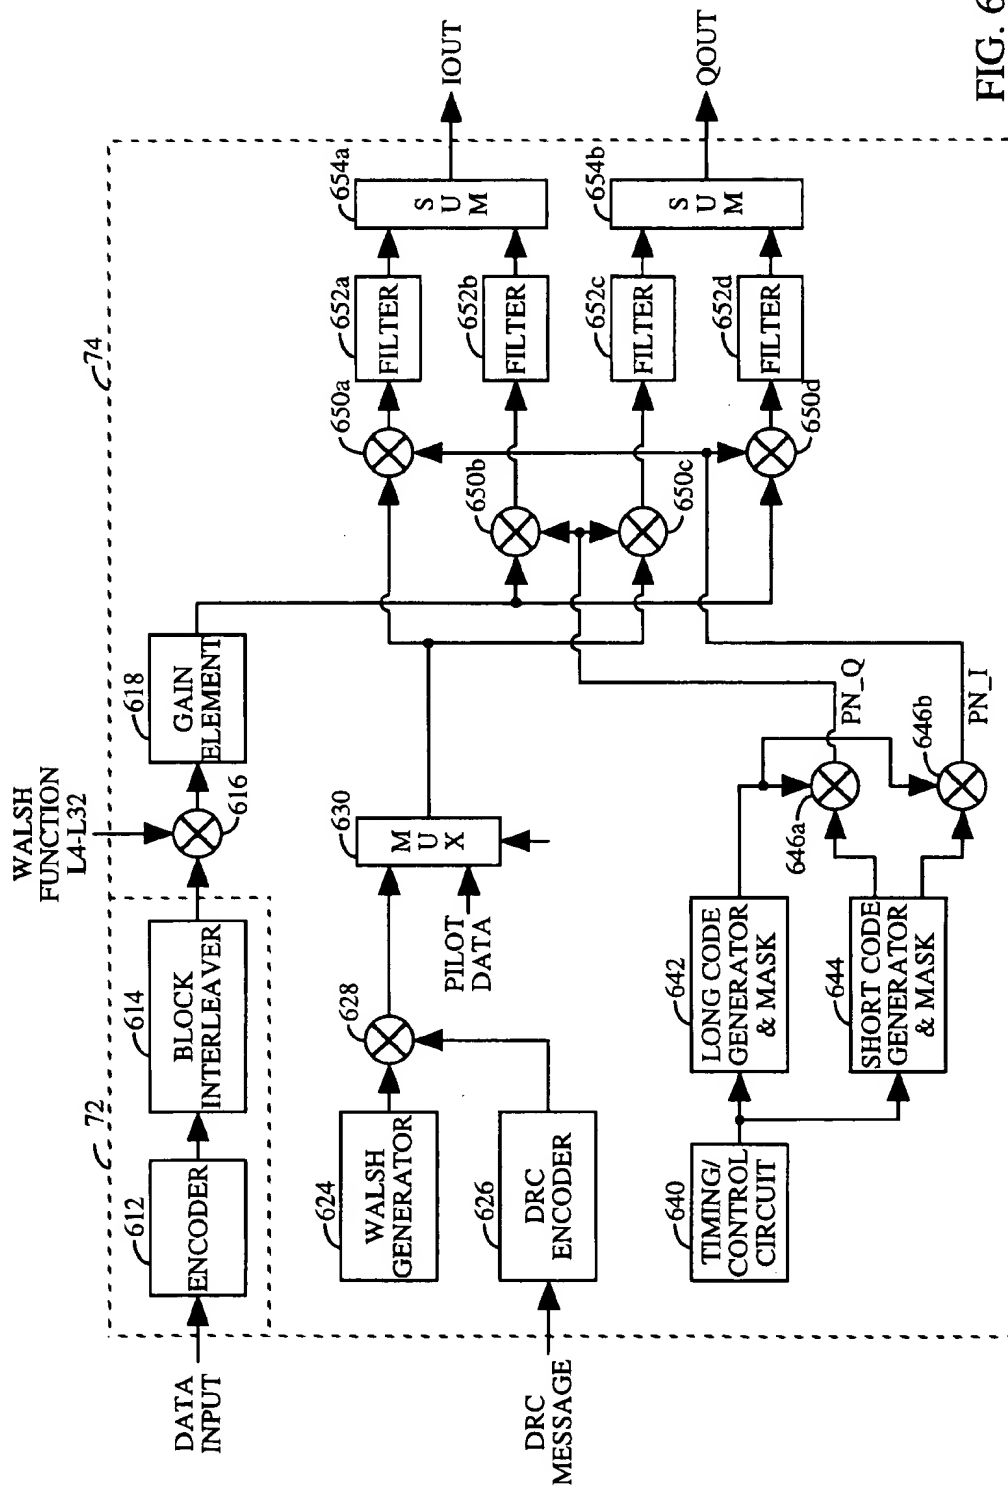 WALSH
FUNCTION
L4-L32
72
74
612
ENCODER
614
BLOCK
INTERLEAVER
616
618
GAIN
ELEMENT
DATA
INPUT
624
WALSH
GENERATOR
628
630
M
U
X
PILOT
DATA
626
DRC
ENCODER
DRC
MESSAGE
640
TIMING/
CONTROL
CIRCUIT
642
LONG CODE
GENERATOR
& MASK
644
SHORT CODE
GENERATOR
& MASK
646a
PN_Q
646b
PN_I
650a
652a
FILTER
654a
S
U
M
IOUT
650b
652b
FILTER
650c
652c
FILTER
654b
S
U
M
QOUT
650d
652d
FILTER
FIG. 6